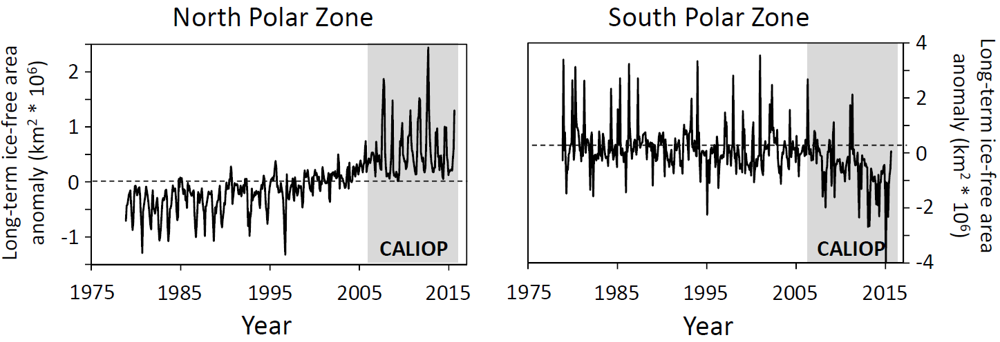 North Polar Zone
Long-term ice-free area
anomaly (km² * 10⁶)
2
1
0
-1
CALIOP
1975
1985
1995
2005
2015
Year
South Polar Zone
4
2
0
-2
-4
Long-term ice-free area
anomaly (km² * 10⁶)
CALIOP
1975
1985
1995
2005
2015
Year